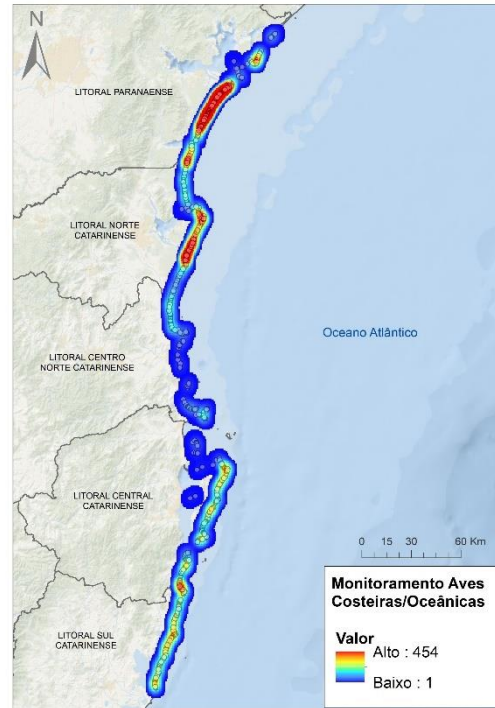 N
LITORAL PARANAENSE
LITORAL NORTE
CATARINENSE
Oceano Atlântico
LITORAL CENTRO
NORTE CATARINENSE
LITORAL CENTRAL
CATARINENSE
0 15 30 60 Km
LITORAL SUL
CATARINENSE
Monitoramento Aves
Costeiras/Oceânicas
Valor
Alto : 454
Baixo : 1